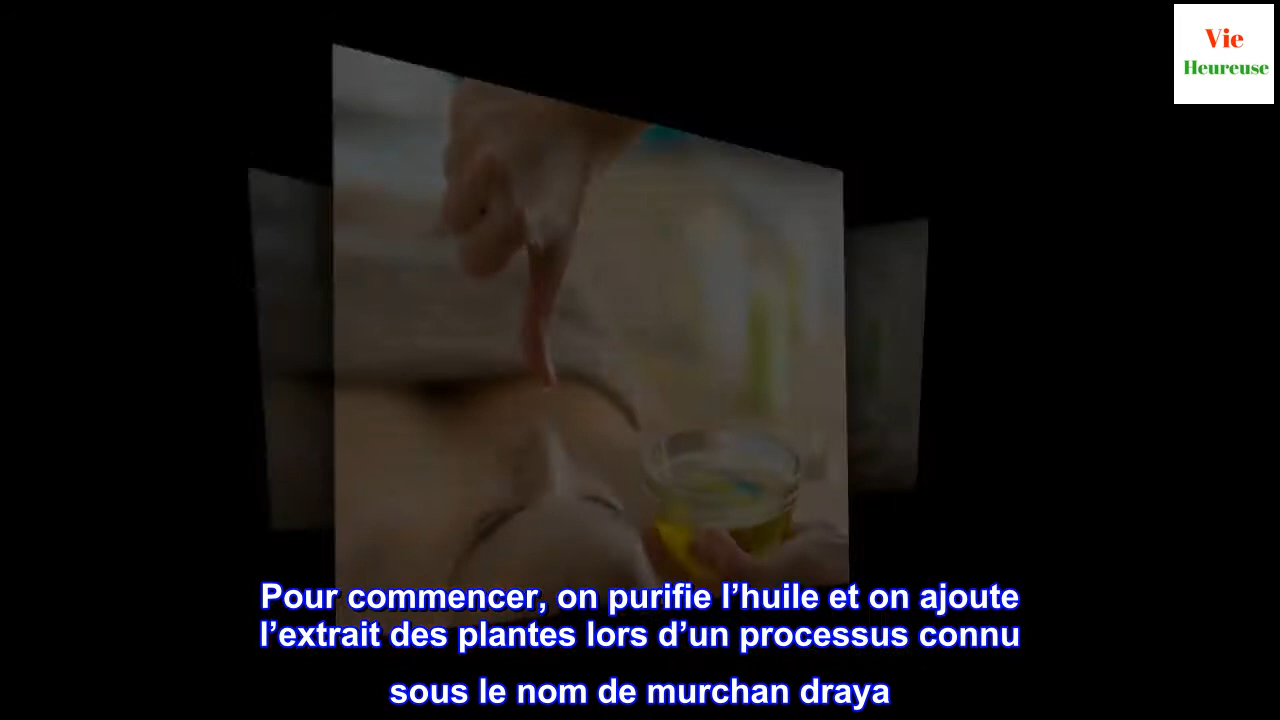 Vie
Heureuse
Pour commencer, on purifie l’huile et on ajoute
l’extrait des plantes lors d’un processus connu
sous le nom de murchan draya